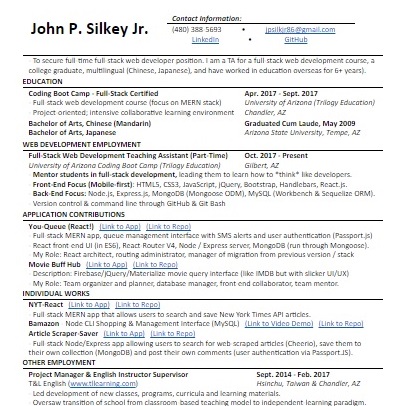 John P. Silkey Jr.
Contact Information:
(480) 388 5693 • jpsilkjr86@gmail.com
LinkedIn • GitHub
To secure full time full stack web developer position. I am a TA for a full stack web development course, a
college graduate, multilingual (Chinese, Japanese), and have worked in education overseas for 6+ years).
EDUCATION
Coding Boot Camp - Full-Stack Certified Apr. 2017 - Sept. 2017
Full stack web development course (focus on MERN stack) University of Arizona (Trilogy Education)
Project oriented; intensive collaborative learning environment Chandler, AZ
Bachelor of Arts, Chinese (Mandarin) Graduated Cum Laude, May 2009
Bachelor of Arts, Japanese Arizona State University, Tempe, AZ
WEB DEVELOPMENT EMPLOYMENT
Full-Stack Web Development Teaching Assistant (Part-Time) Oct. 2017 - Present
University of Arizona Coding Boot Camp (Trilogy Education) Gilbert, AZ
Mentor students in full-stack development, leading them to learn how to *think* like developers.
Front-End Focus (Mobile-first): HTML5, CSS3, JavaScript, jQuery, Bootstrap, Handlebars, React.js.
Back-End Focus: Node.js, Express.js, MongoDB (Mongoose ODM), MySQL (Workbench & Sequelize ORM).
Version control & command line through GitHub & Git Bash
APPLICATION CONTRIBUTIONS
You-Queue (React!) (Link to App) (Link to Repo)
Full stack MERN app, queue management interface with SMS alerts and user authentication (Passport.js)
React front end UI (in ES6), React Router V4, Node / Express server, MongoDB (run through Mongoose).
My Role: React architect, routing administrator, manager of migration from previous version / stack
Movie Buff Hub (Link to App) (Link to Repo)
Description: Firebase/jQuery/Materialize movie query interface (like IMDB but with slicker UI/UX)
My Role: Team organizer and planner, database manager, front end collaborator, team mentor.
INDIVIDUAL WORKS
NYT-React (Link to App) (Link to Repo)
Full stack MERN app that allows users to search and save New York Times API articles.
Bamazon Node CLI Shopping & Management Interface (MySQL) (Link to Video Demo) (Link to Repo)
Article Scraper-Saver (Link to App) (Link to Repo)
Full stack Node/Express app allowing users to search for web scraped articles (Cheerio), save them to
their own collection (MongoDB) and post their own comments (user authentication via Passport.JS).
OTHER EMPLOYMENT
Project Manager & English Instructor Supervisor Sept. 2014 - Feb. 2017
T&L English (www.tllearning.com) Hsinchu, Taiwan & Chandler, AZ
Led development of new classes, programs, curricula and learning materials.
Oversaw transition of school from classroom-based teaching model to independent learning paradigm.